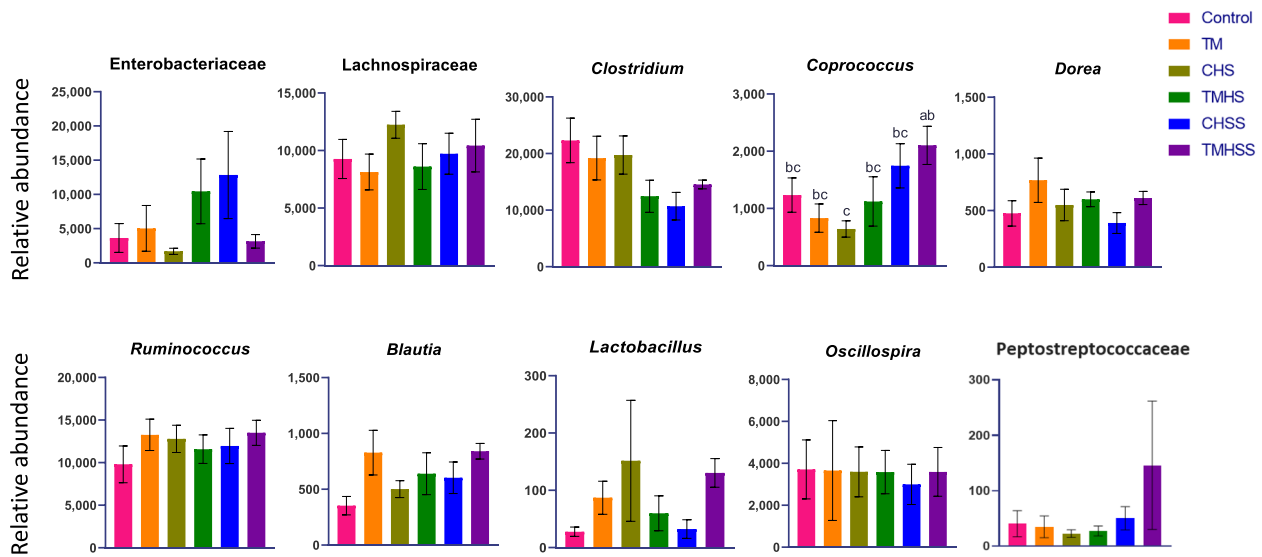 Control
TM
CHS
TMHS
CHSS
TMHSS
Relative abundance
Enterobacteriaceae
25,000
20,000
15,000
10,000
5,000
0
Lachnospiraceae
15,000
10,000
5,000
0
Clostridium
30,000
20,000
10,000
0
Coprococcus
3,000
2,000
1,000
0
bc
bc
c
bc
bc
ab
Dorea
1,500
1,000
500
0
Relative abundance
Ruminococcus
20,000
15,000
10,000
5,000
0
Blautia
1,500
1,000
500
0
Lactobacillus
300
200
100
0
Oscillospira
8,000
6,000
4,000
2,000
0
Peptostreptococcaceae
300
200
100
0